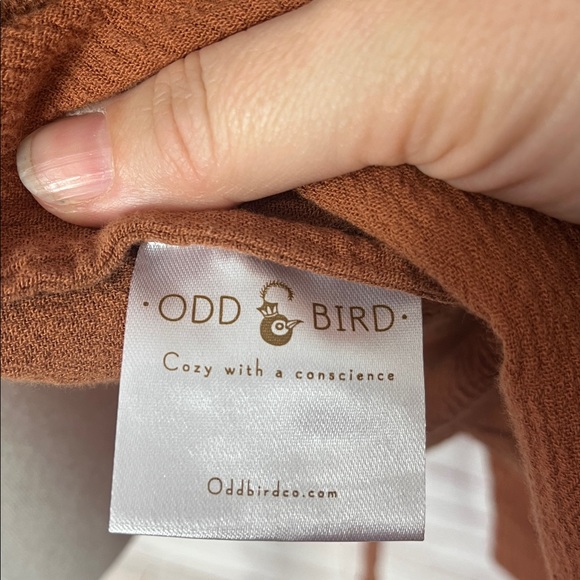 · ODD BIRD ·
Cozy with a conscience
Oddbirdco.com